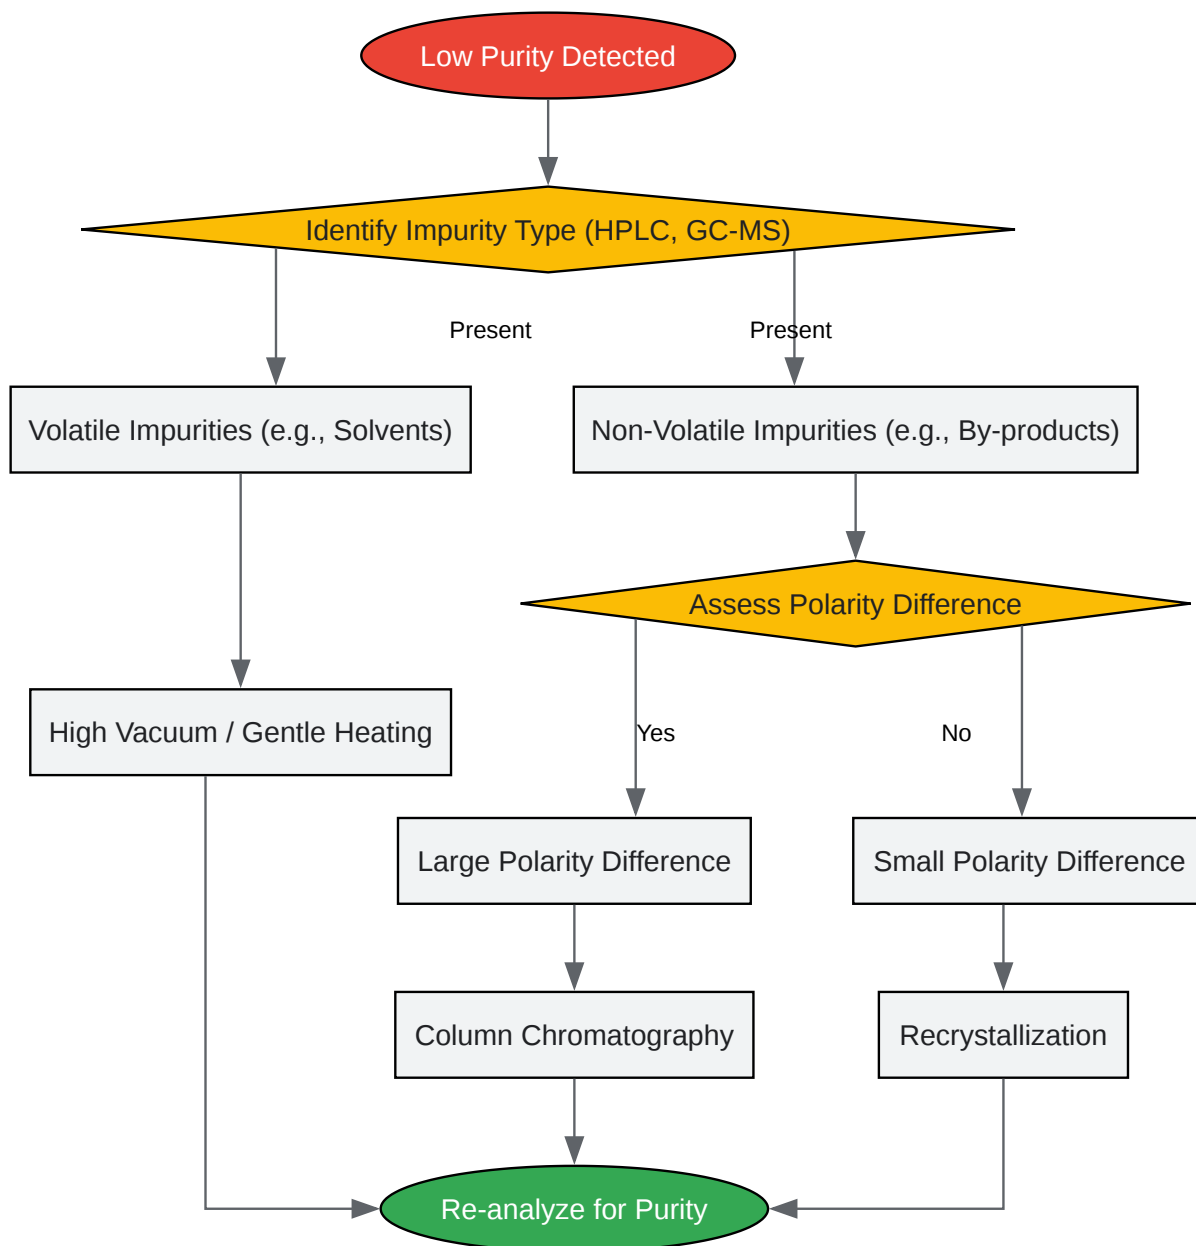 Low Purity Detected
Identify Impurity Type (HPLC, GC-MS)
Present
Present
Volatile Impurities (e.g., Solvents)
Non-Volatile Impurities (e.g., By-products)
Assess Polarity Difference
High Vacuum / Gentle Heating
Yes
No
Large Polarity Difference
Small Polarity Difference
Column Chromatography
Recrystallization
Re-analyze for Purity